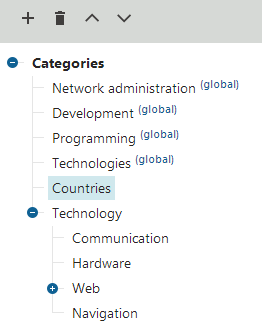 Categories
Network administration (global)
Development (global)
Programming (global)
Technologies (global)
Countries
Technology
Communication
Hardware
Web
Navigation